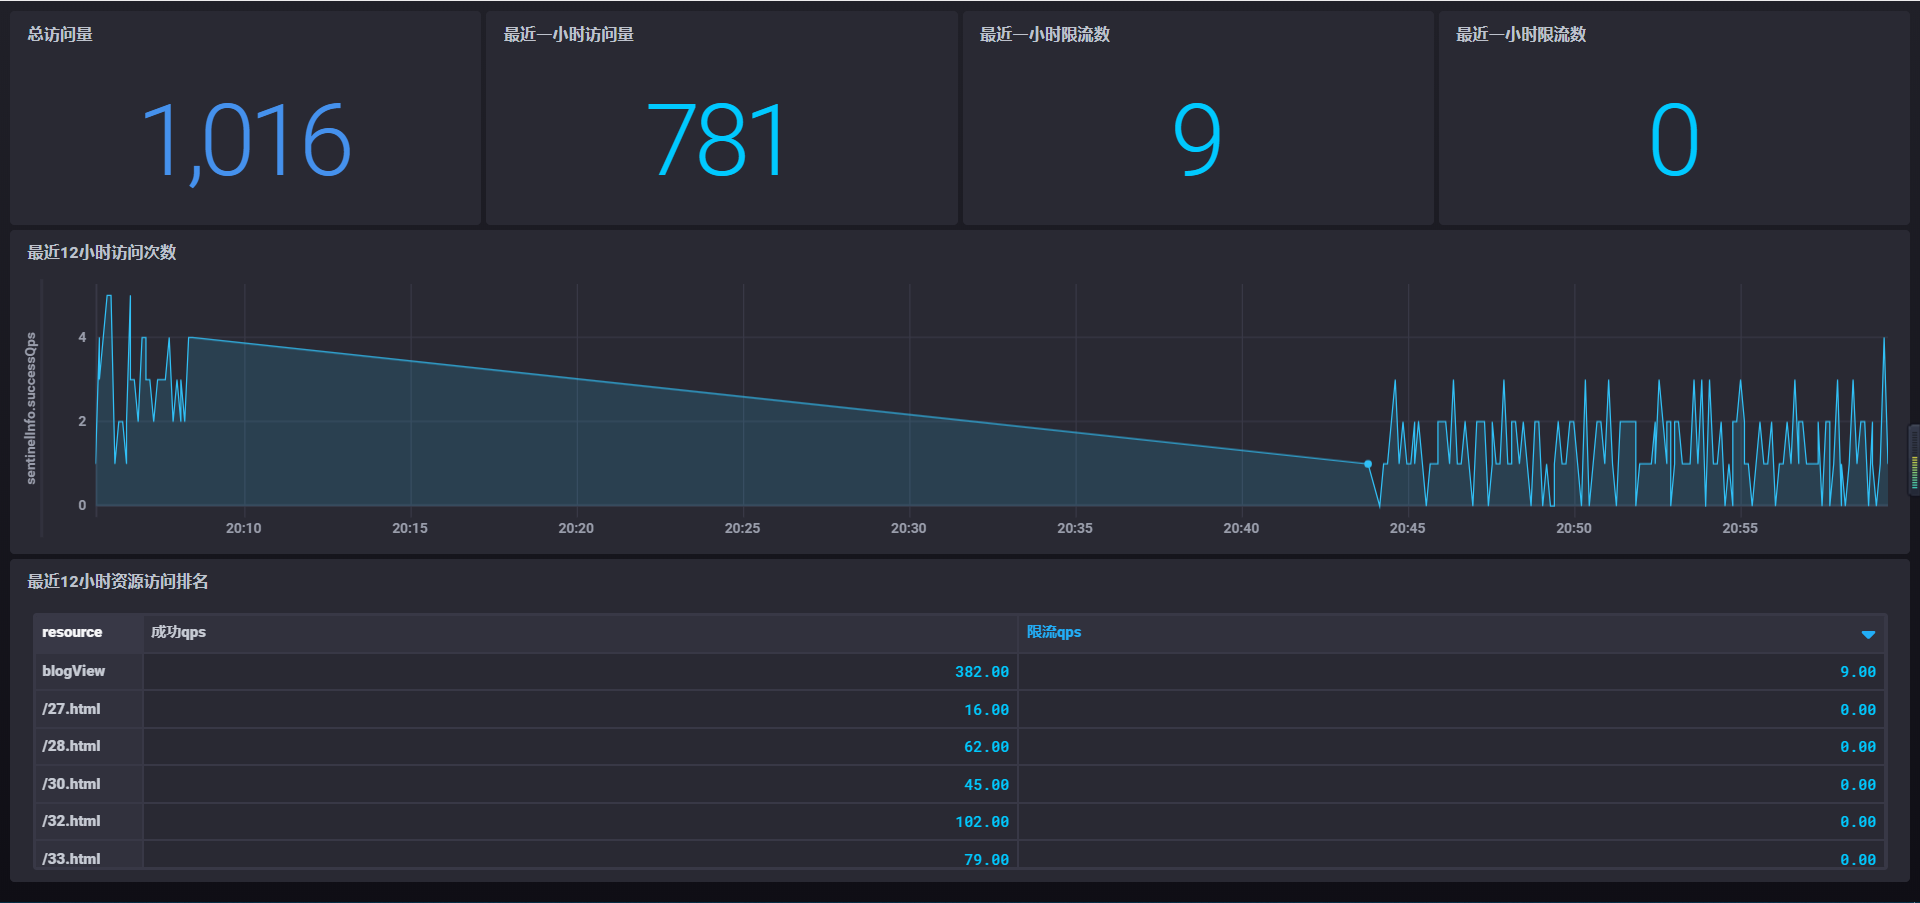 总访问量
最近一小时访问量
最近一小时限流数
最近一小时限流数
1,016
781
9
0
最近12小时访问次数
sentinelInfo.successQps
4
2
0
20:10 20:15 20:20 20:25 20:30 20:35 20:40 20:45 20:50 20:55
最近12小时资源访问排名
resource 成功qps 限流qps
blogView 382.00 9.00
/27.html 16.00 0.00
/28.html 62.00 0.00
/30.html 45.00 0.00
/32.html 102.00 0.00
/33.html 79.00 0.00